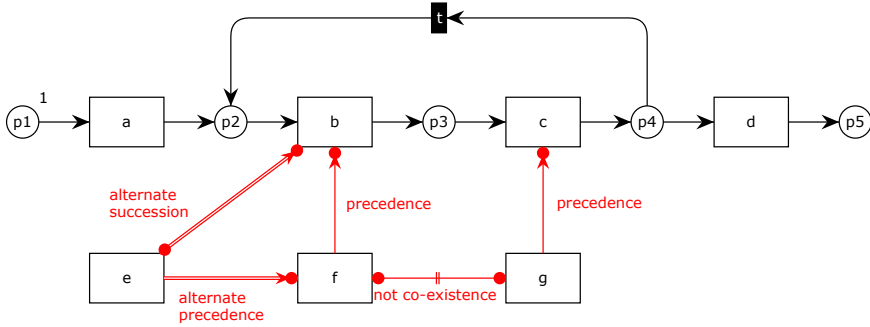 t
1
p1
a
p2
b
p3
c
p4
d
p5
alternate
succession
precedence
precedence
e
f
g
alternate
precedence
not co-existence